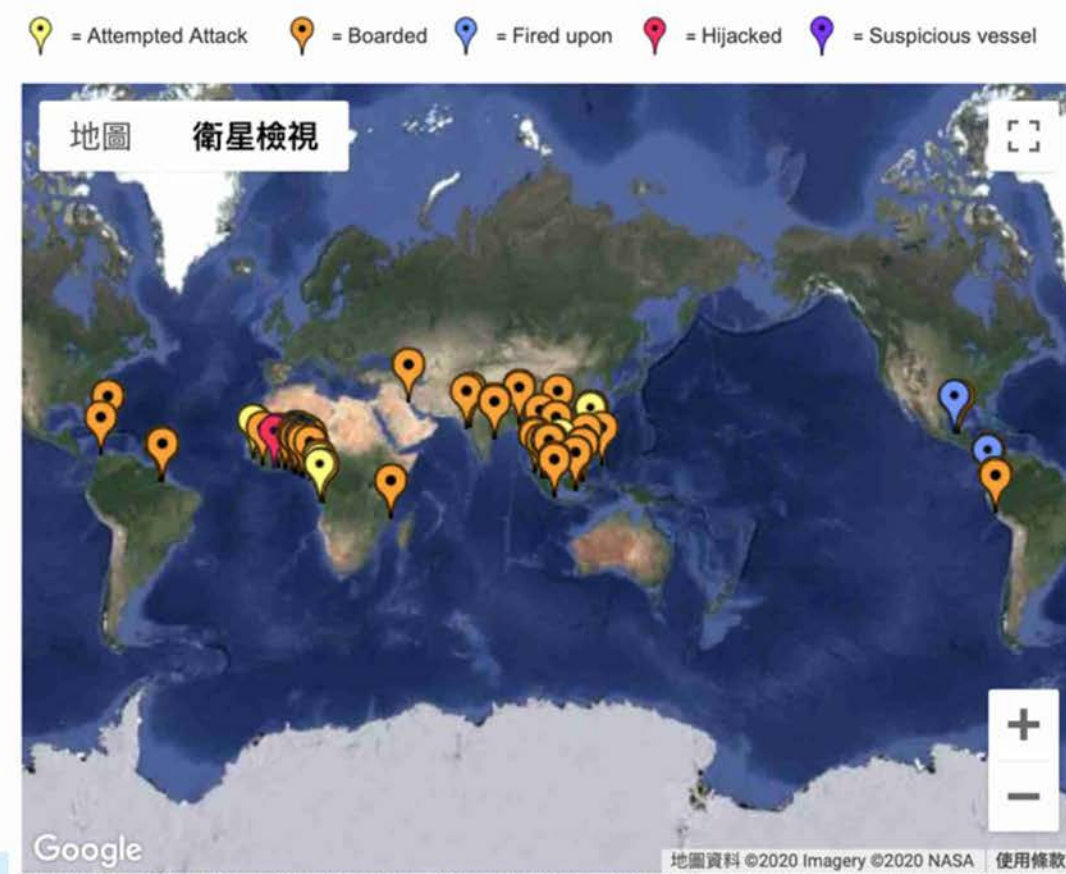 = Attempted Attack = Boarded = Fired upon = Hijacked = Suspicious vessel
地圖 衛星檢視
+
−
Google
地圖資料 ©2020 Imagery ©2020 NASA 使用條款